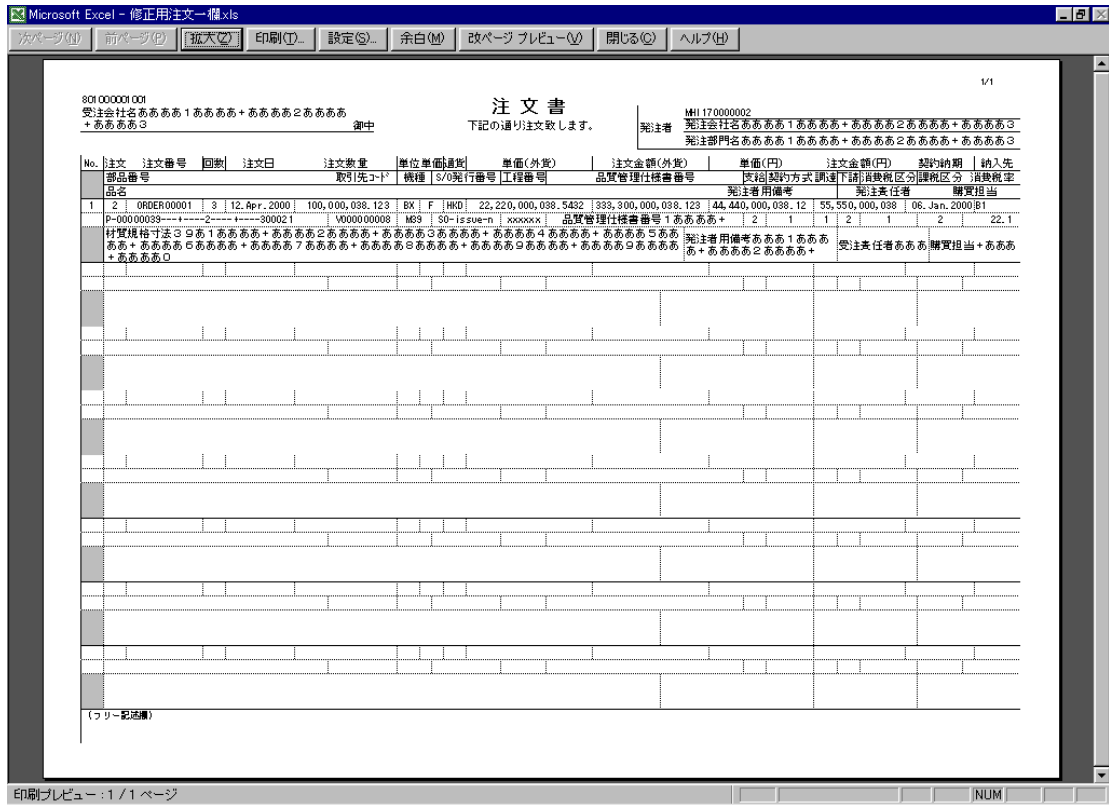 Microsoft Excel - 修正用注文一欄.xls
次ページ(N) 前ページ(P) 拡大(Z) 印刷(T)... 設定(S)... 余白(M) 改ページ プレビュー(V) 閉じる(C) ヘルプ(H)
1/1
801000001001
受注会社名ああああ1ああああ+ああああ2ああああ
+ああああ3 御中
注 文 書
下記の通り注文致します。
発注者
MHI170000002
発注会社名ああああ1ああああ+ああああ2ああああ+ああああ3
発注部門名ああああ1ああああ+ああああ2ああああ+ああああ3
No. 注文 注文番号 回数 注文日 注文数量 単位 単価 通貨 単価(外貨) 注文金額(外貨) 単価(円) 注文金額(円) 契約納期 納入先
部品番号 取引先コード 機種 S/O発行番号 工程番号 品質管理仕様書番号 支給 契約方式 調達 下請 消費税区分 課税区分 消費税率
品名 発注者用備考 発注責任者 購買担当
1 2 ORDER00001 3 12.Apr.2000 100,000,038.123 BX F HKD 22,220,000,038.5432 333,300,000,038.123 44,440,000,038.12 55,550,000,038 06.Jan.2000 B1
P-00000039---+----2----+----300021 V000000008 M39 SO-issue-n xxxxxx 品質管理仕様書番号1ああああ+ 2 1 1 2 1 2 22.1
材質規格寸法39あ1ああああ+ああああ2ああああ+ああああ3ああああ+ああああ4ああああ+ああああ5ああ
ああ+ああああ6ああああ+ああああ7ああああ+ああああ8ああああ+ああああ9ああああ+ああああ9ああああ
+ああああ0
発注者用備考あああ1あああ
あ+ああああ2ああああ+
受注責任者あああ
購買担当+あああ
(フリー記述欄)
印刷プレビュー:1/1 ページ
NUM